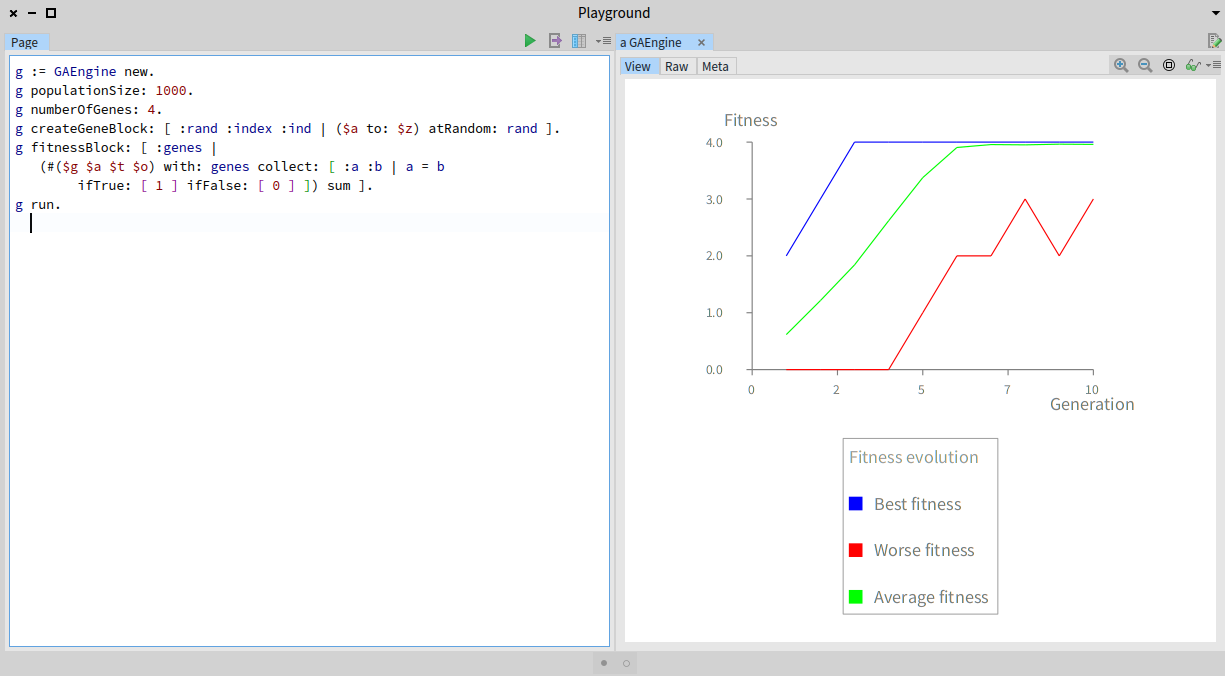 Playground
Page
g := GAEngine new.
g populationSize: 1000.
g numberOfGenes: 4.
g createGeneBlock: [ :rand :index :ind | ($a to: $z) atRandom: rand ].
g fitnessBlock: [ :genes |
(#($g $a $t $o) with: genes collect: [ :a :b | a = b
ifTrue: [ 1 ] ifFalse: [ 0 ] ]) sum ].
g run.
a GAEngine
View Raw Meta
Fitness
4.0
3.0
2.0
1.0
0.0
0 2 5 7 10
Generation
Fitness evolution
Best fitness
Worse fitness
Average fitness